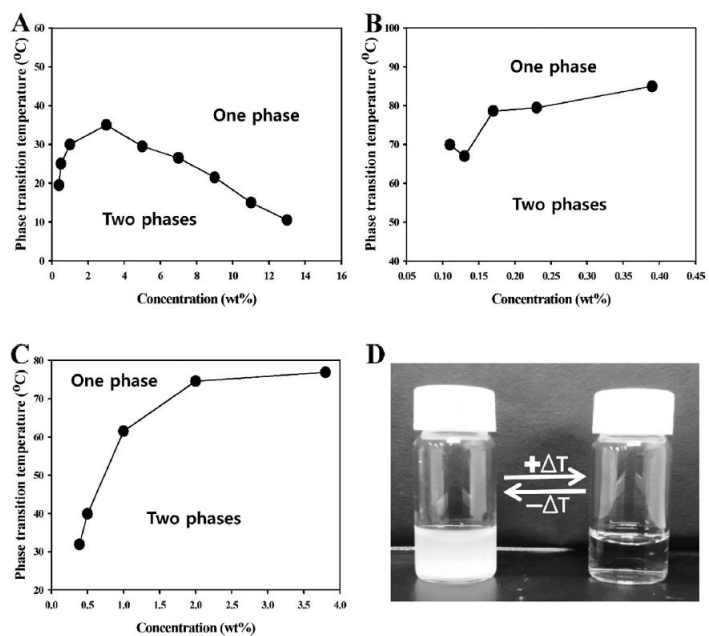 A
Phase transition temperature (°C)
60
50
40
30
20
10
0
One phase
Two phases
0 2 4 6 8 10 12 14 16
Concentration (wt%)
B
Phase transition temperature (°C)
100
90
80
70
60
50
40
One phase
Two phases
0.05 0.10 0.15 0.20 0.25 0.30 0.35 0.40 0.45
Concentration (wt%)
C
Phase transition temperature (°C)
80
70
60
50
40
30
20
One phase
Two phases
0.0 0.5 1.0 1.5 2.0 2.5 3.0 3.5 4.0
Concentration (wt%)
D
+ΔT
−ΔT